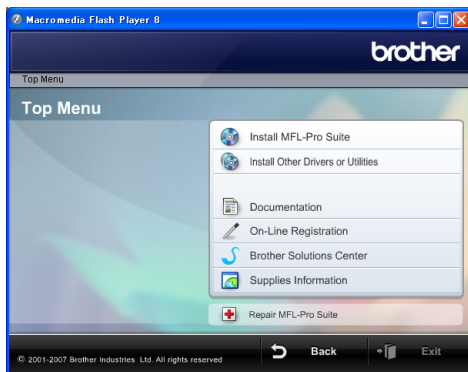 Macromedia Flash Player 8
brother
Top Menu
Top Menu
Install MFL-Pro Suite
Install Other Drivers or Utilities
Documentation
On-Line Registration
Brother Solutions Center
Supplies Information
Repair MFL-Pro Suite
© 2001-2007 Brother Industries Ltd. All rights reserved
Back
Exit